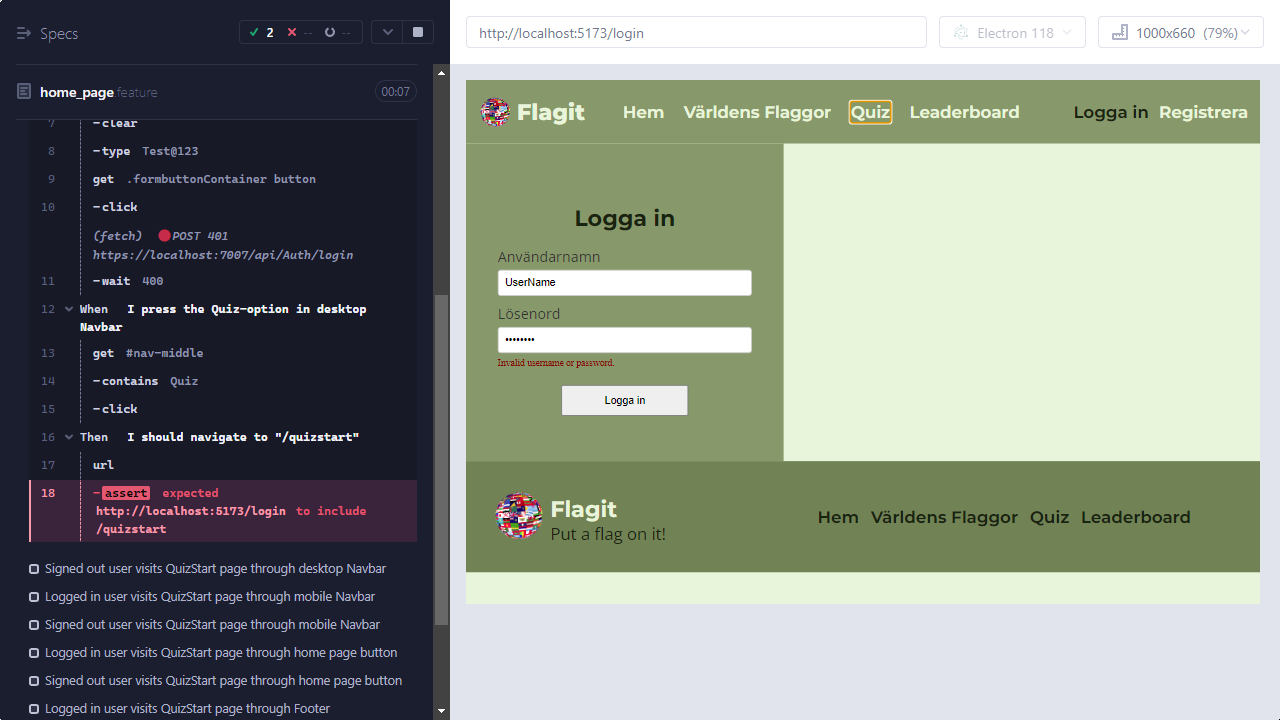 Specs
2
--
--
home_page feature
00:07
7 -clear
8 -type Test@123
9 get .formbuttonContainer button
10 -click
(fetch) POST 401
https://localhost:7007/api/Auth/login
11 -wait 400
12 When I press the Quiz-option in desktop
Navbar
13 get #nav-middle
14 -contains Quiz
15 -click
16 Then I should navigate to "/quizstart"
17 url
18 -assert expected
http://localhost:5173/login to include
/quizstart
Signed out user visits QuizStart page through desktop Navbar
Logged in user visits QuizStart page through mobile Navbar
Signed out user visits QuizStart page through mobile Navbar
Logged in user visits QuizStart page through home page button
Signed out user visits QuizStart page through home page button
Logged in user visits QuizStart page through Footer
http://localhost:5173/login
Electron 118
1000x660 (79%)
Flagit Hem Världens Flaggor Quiz Leaderboard Logga in Registrera
Logga in
Användarnamn
UserName
Lösenord
••••••••
Invalid username or password.
Logga in
Flagit
Put a flag on it!
Hem Världens Flaggor Quiz Leaderboard